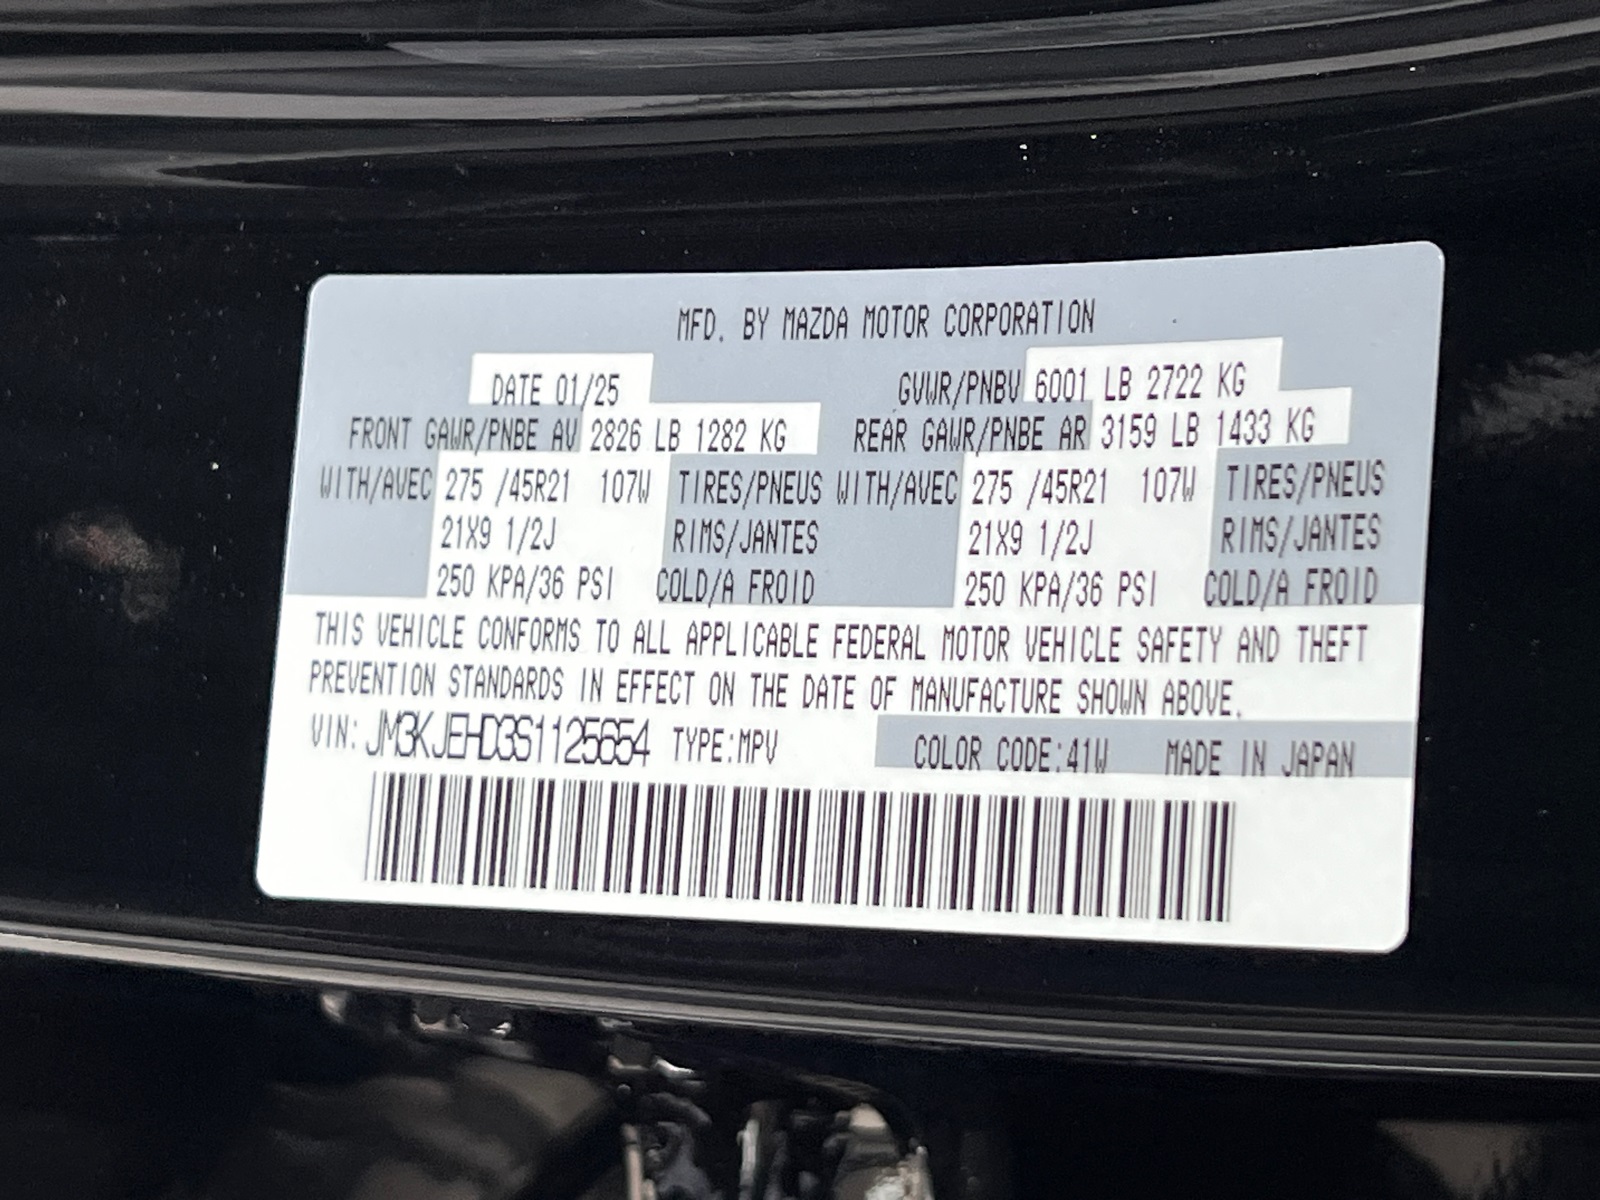 MFD. BY MAZDA MOTOR CORPORATION
DATE 01/25 GVWR/PNBV 6001 LB 2722 KG
FRONT GAWR/PNBE AV 2826 LB 1282 KG REAR GAWR/PNBE AR 3159 LB 1433 KG
WITH/AVEC 275 /45R21 107W TIRES/PNEUS WITH/AVEC 275 /45R21 107W TIRES/PNEUS
21X9 1/2J RIMS/JANTES 21X9 1/2J RIMS/JANTES
250 KPA/36 PSI COLD/A FROID 250 KPA/36 PSI COLD/A FROID
THIS VEHICLE CONFORMS TO ALL APPLICABLE FEDERAL MOTOR VEHICLE SAFETY AND THEFT
PREVENTION STANDARDS IN EFFECT ON THE DATE OF MANUFACTURE SHOWN ABOVE.
VIN: JM3KJEHD3S1125654 TYPE:MPV COLOR CODE:41W MADE IN JAPAN